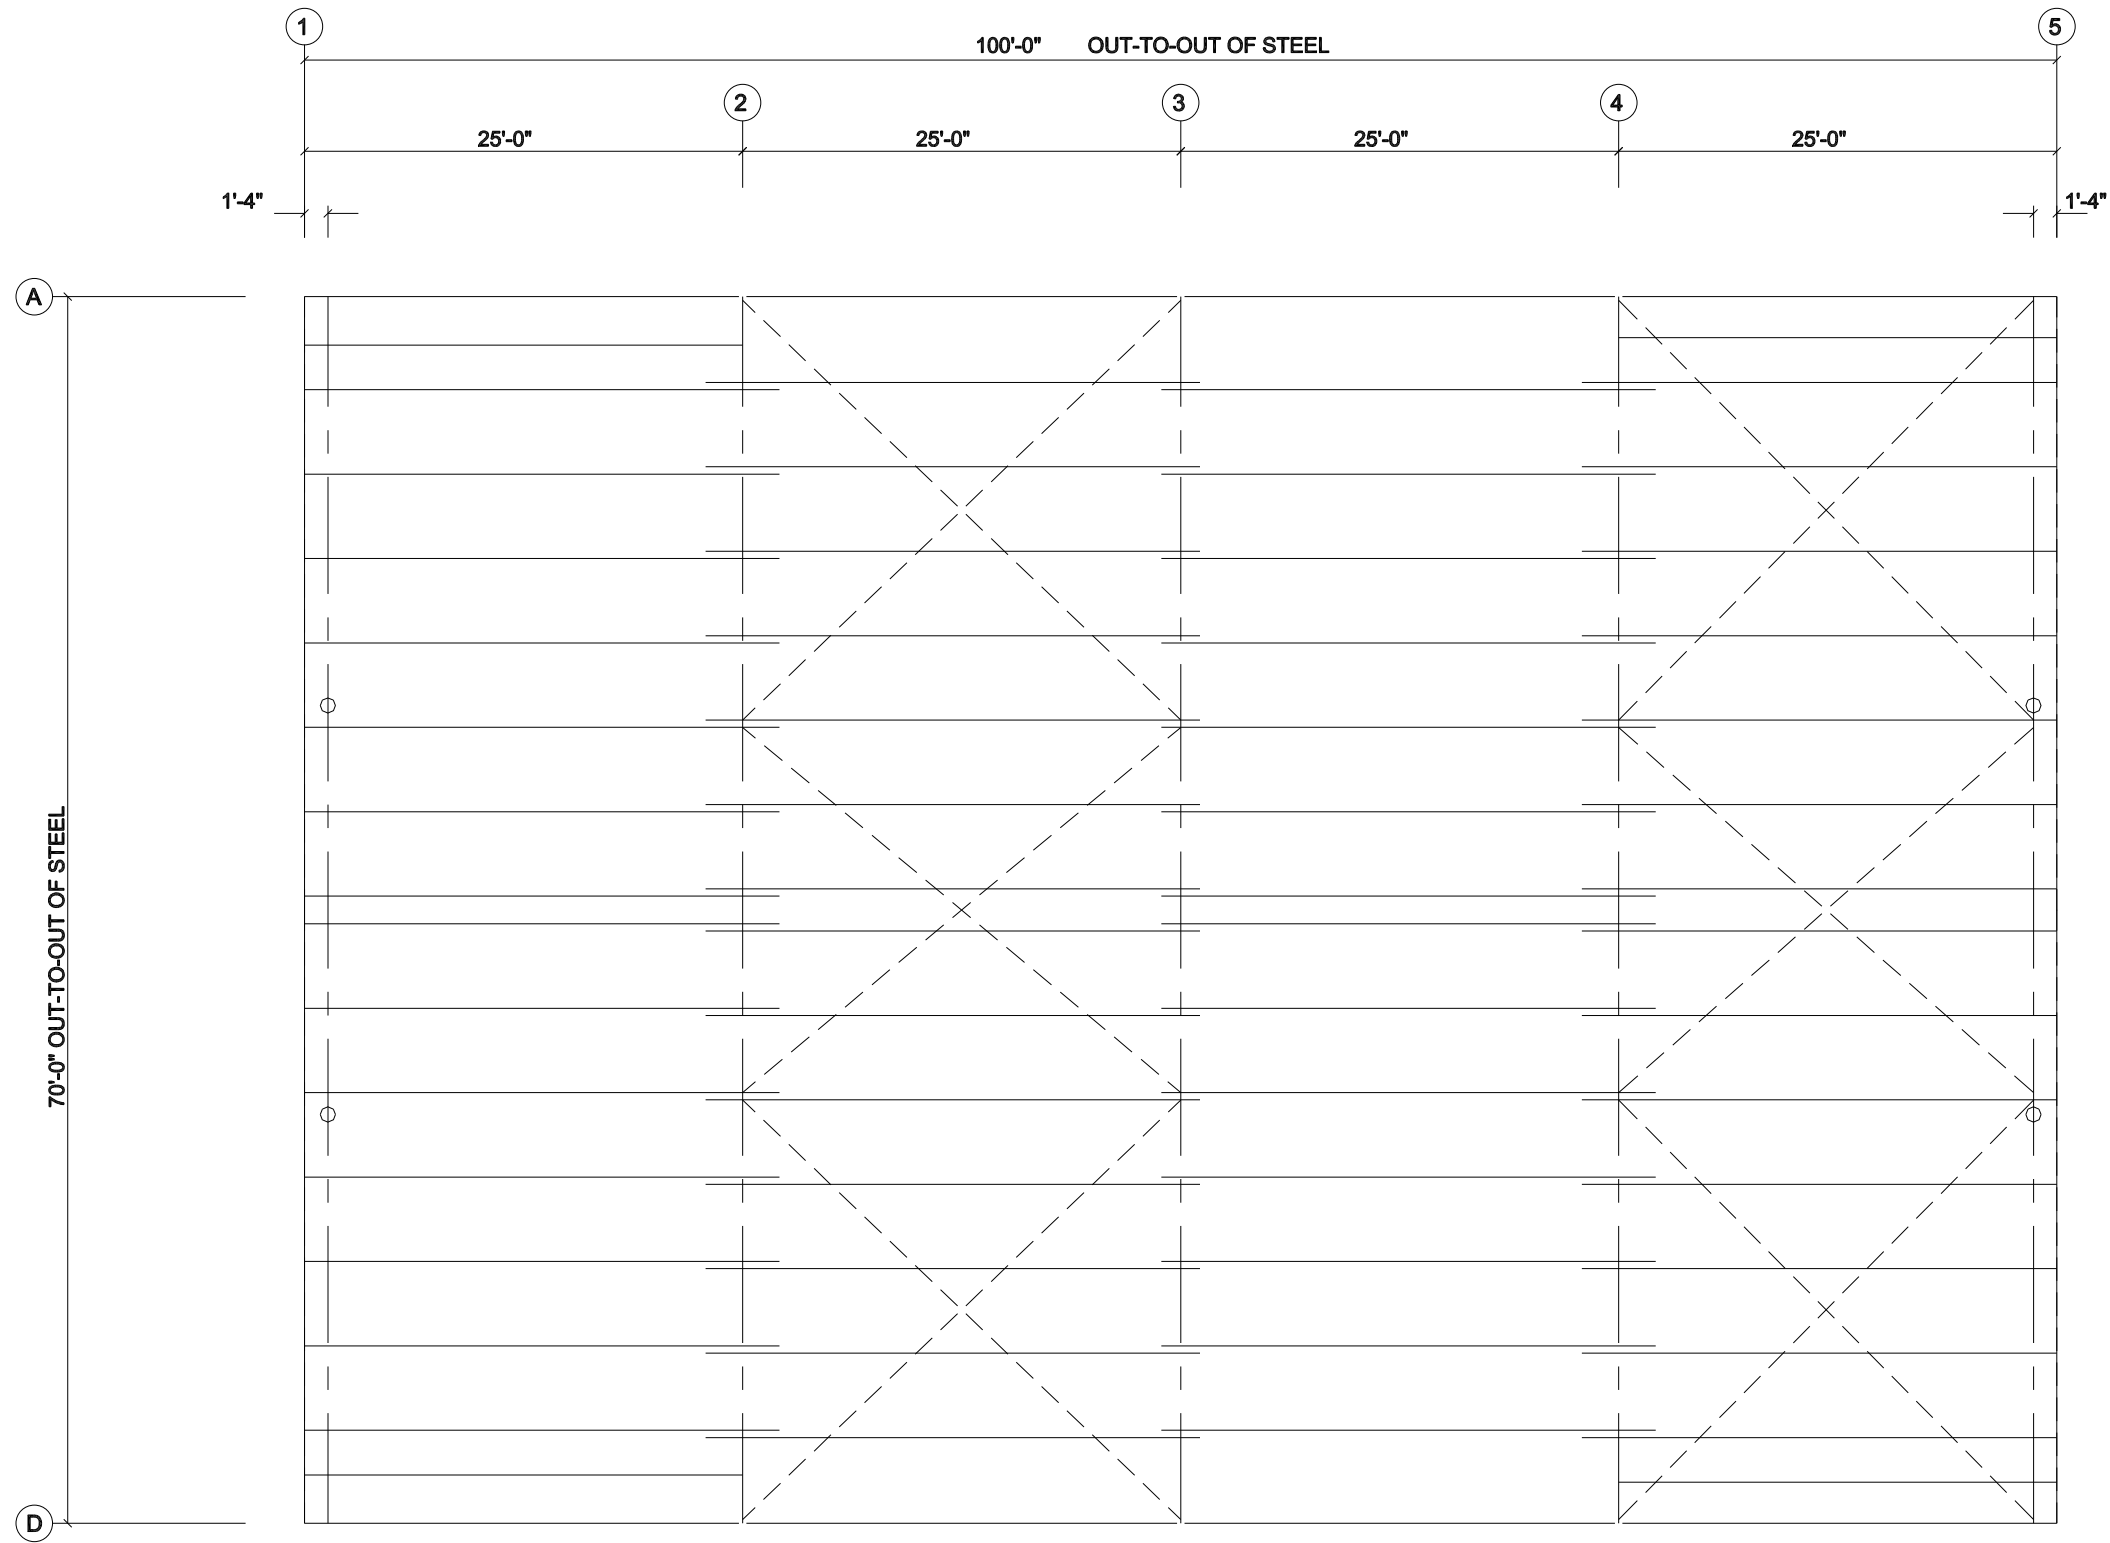 1
5
100'-0" OUT-TO-OUT OF STEEL
2
3
4
25'-0"
25'-0"
25'-0"
25'-0"
1'-4"
1'-4"
A
70'-0" OUT-TO-OUT OF STEEL
D